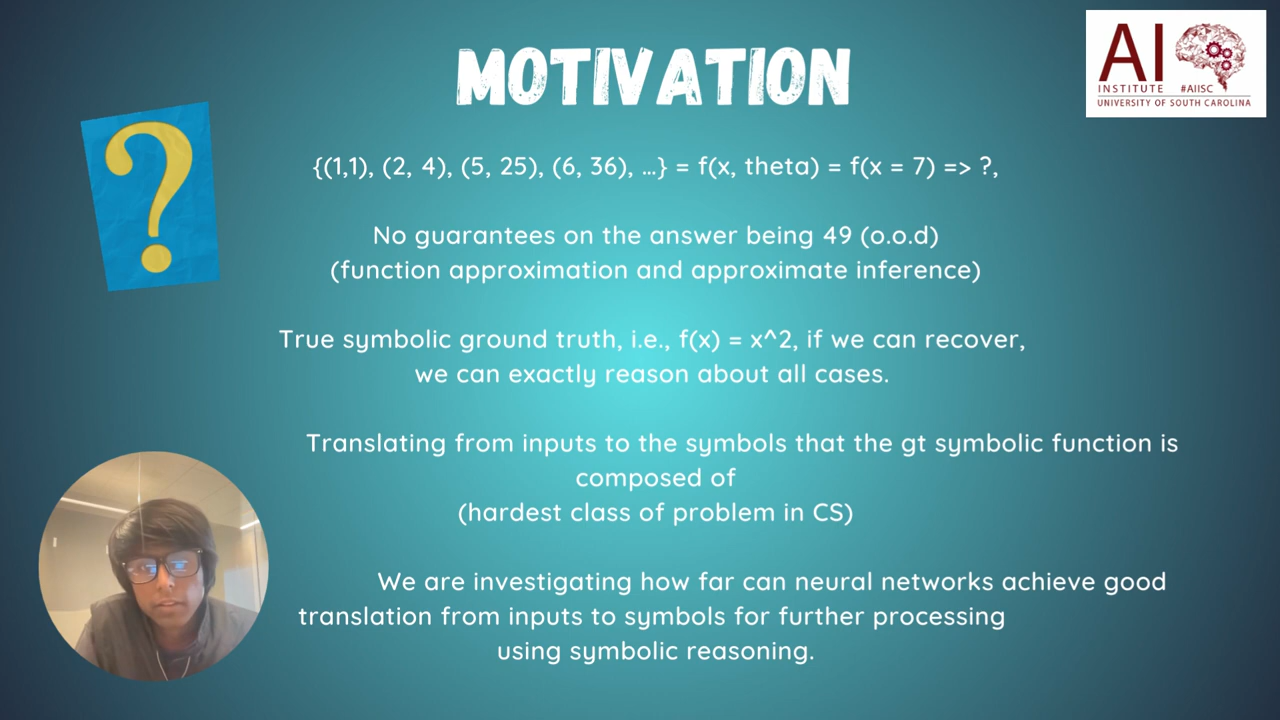 MOTIVATION
AI
INSTITUTE #AIISC
UNIVERSITY OF SOUTH CAROLINA
?
{(1,1), (2, 4), (5, 25), (6, 36), ...} = f(x, theta) = f(x = 7) => ?,
No guarantees on the answer being 49 (o.o.d)
(function approximation and approximate inference)
True symbolic ground truth, i.e., f(x) = x^2, if we can recover,
we can exactly reason about all cases.
Translating from inputs to the symbols that the gt symbolic function is
composed of
(hardest class of problem in CS)
We are investigating how far can neural networks achieve good
translation from inputs to symbols for further processing
using symbolic reasoning.